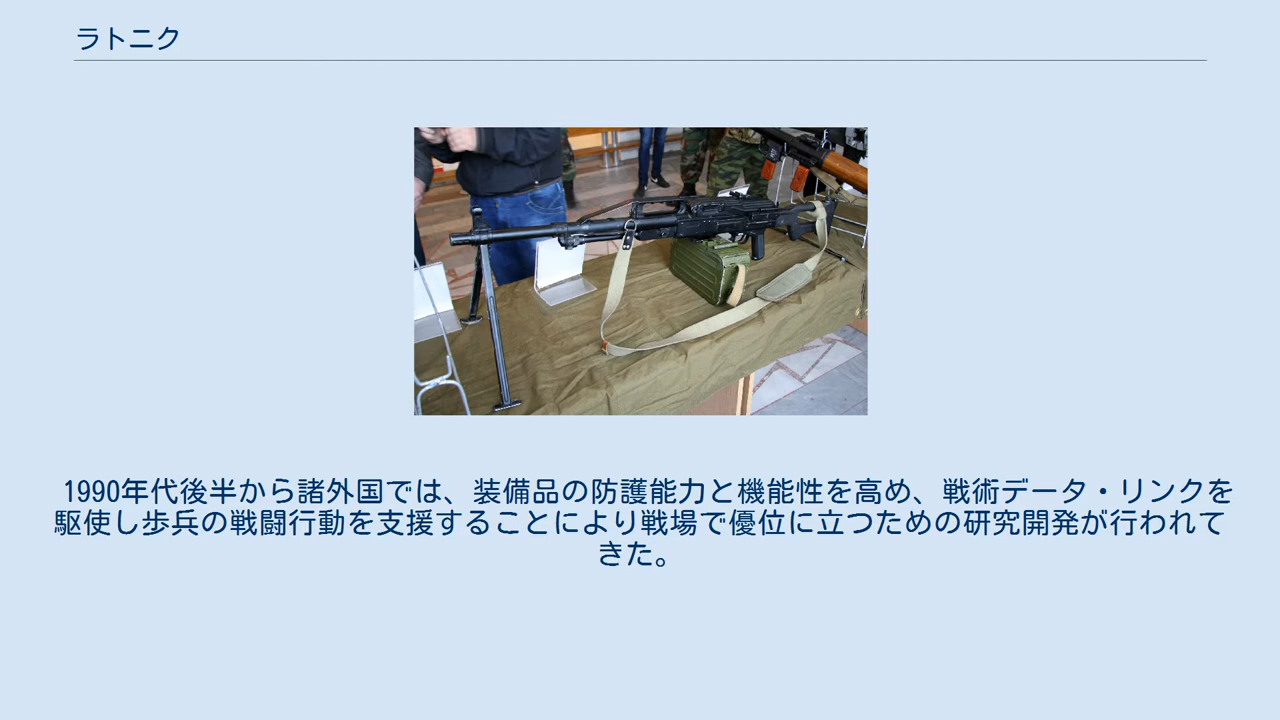 ラトニク
1990年代後半から諸外国では、装備品の防護能力と機能性を高め、戦術データ・リンクを
駆使し歩兵の戦闘行動を支援することにより戦場で優位に立つための研究開発が行われて
きた。